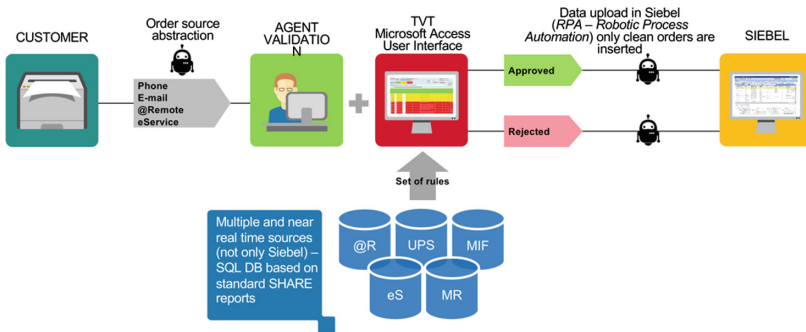 CUSTOMER
Order source
abstraction
Phone
E-mail
@Remote
eService
AGENT
VALIDATIO
N
TVT
Microsoft Access
User Interface
Data upload in Siebel
(RPA – Robotic Process
Automation) only clean orders are
inserted
SIEBEL
Approved
Rejected
Set of rules
Multiple and near
real time sources
(not only Siebel) –
SQL DB based on
standard SHARE
reports
@R
UPS
MIF
eS
MR